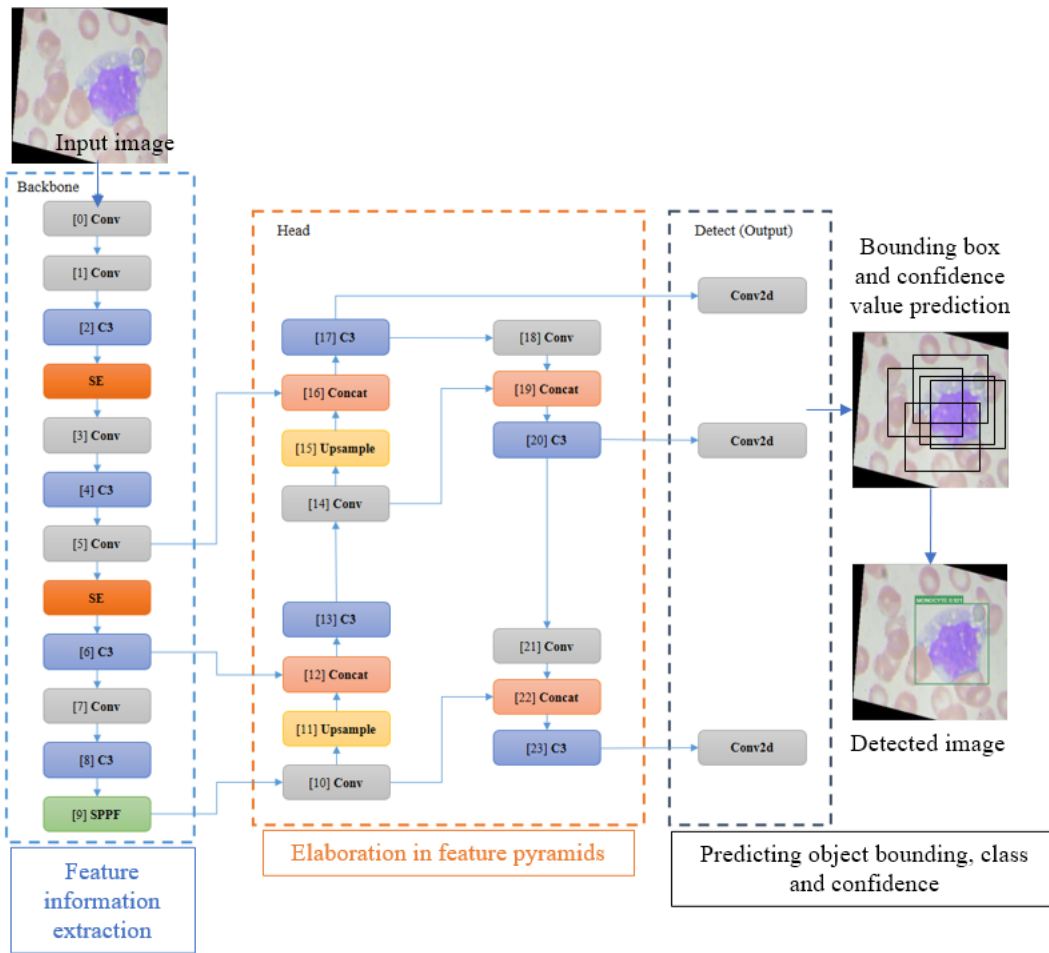 Input image
Backbone
[0] Conv
[1] Conv
[2] C3
SE
[3] Conv
[4] C3
[5] Conv
SE
[6] C3
[7] Conv
[8] C3
[9] SPPF
Feature
information
extraction
Head
[17] C3
[16] Concat
[15] Upsample
[14] Conv
[13] C3
[12] Concat
[11] Upsample
[10] Conv
[18] Conv
[19] Concat
[20] C3
[21] Conv
[22] Concat
[23] C3
Elaboration in feature pyramids
Detect (Output)
Conv2d
Conv2d
Conv2d
Predicting object bounding, class
and confidence
Bounding box
and confidence
value prediction
MONOCYTE
Detected image